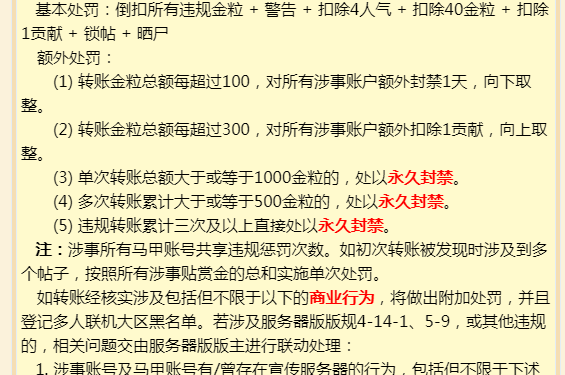 基本处罚：倒扣所有违规金粒 + 警告 + 扣除4人气 + 扣除40金粒 + 扣除
1贡献 + 锁帖 + 晒尸
额外处罚：
(1) 转账金粒总额每超过100，对所有涉事账户额外封禁1天，向下取
整。
(2) 转账金粒总额每超过300，对所有涉事账户额外扣除1贡献，向上取
整。
(3) 单次转账总额大于或等于1000金粒的，处以永久封禁。
(4) 多次转账累计大于或等于500金粒的，处以永久封禁。
(5) 违规转账累计三次及以上直接处以永久封禁。
注：涉事所有马甲账号共享违规惩罚次数。如初次转账被发现时涉及到多
个帖子，按照所有涉事贴赏金的总和实施单次处罚。
如转账经核实涉及包括但不限于以下的商业行为，将做出附加处罚，并且
登记多人联机大区黑名单。若涉及服务器版版规4-14-1、5-9，或其他违规
的，相关问题交由服务器版版主进行联动处理：
1. 涉事账号及马甲账号有/曾存在宣传服务器的行为，包括但不限于下述